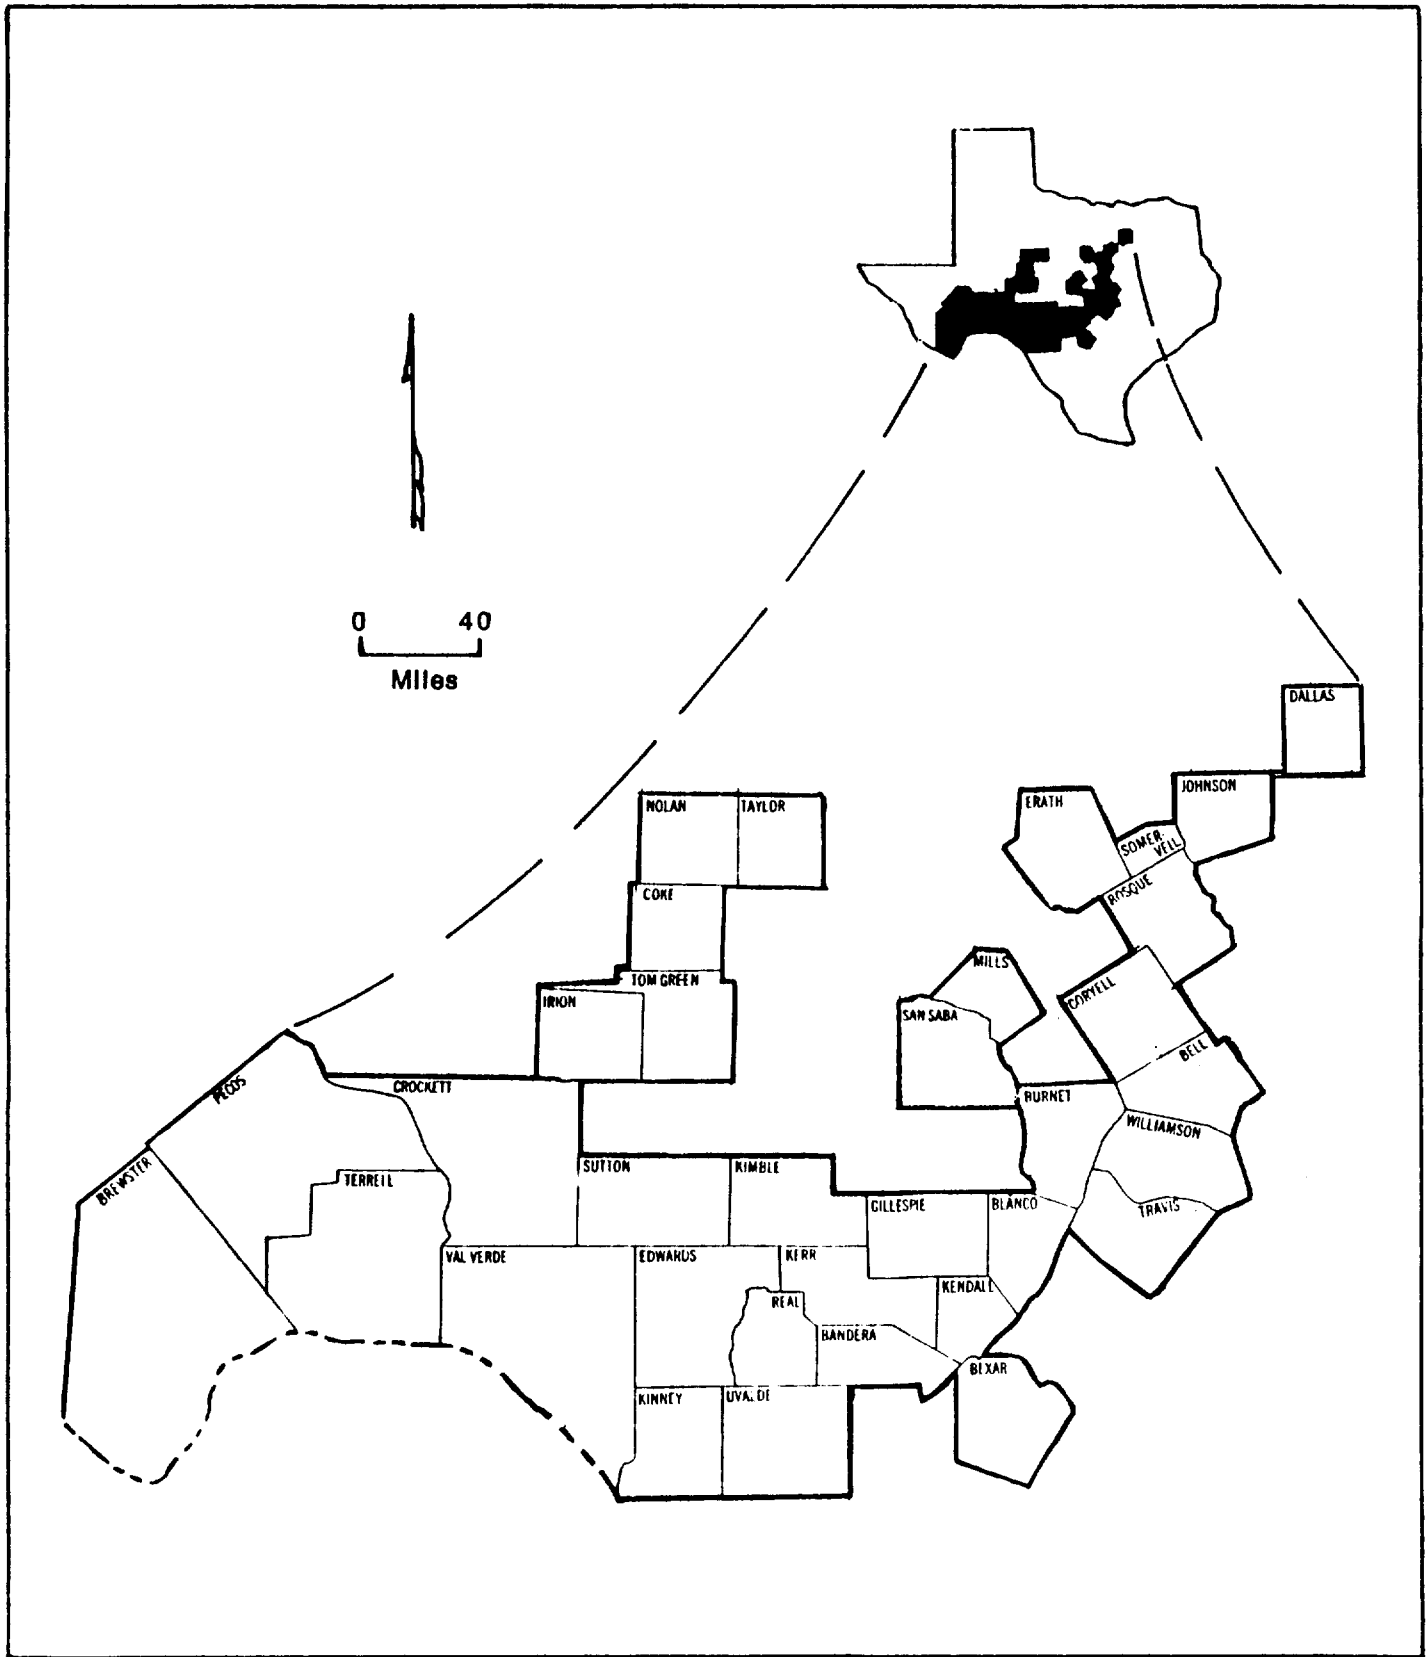 0 40
Miles
DALLAS
JOHNSON
ERATH
SOMER-
VELL
BOSQUE
NOLAN
TAYLOR
COKE
TOM GREEN
IRION
MILLS
SAN SABA
CORYELL
BELL
BURNET
WILLIAMSON
TRAVIS
PECOS
CROCKETT
BREWSTER
TERRELL
SUTTON
KIMBLE
GILLESPIE
BLANCO
VAL VERDE
EDWARDS
KERR
KENDALL
REAL
BANDERA
BEXAR
KINNEY
UVALDE